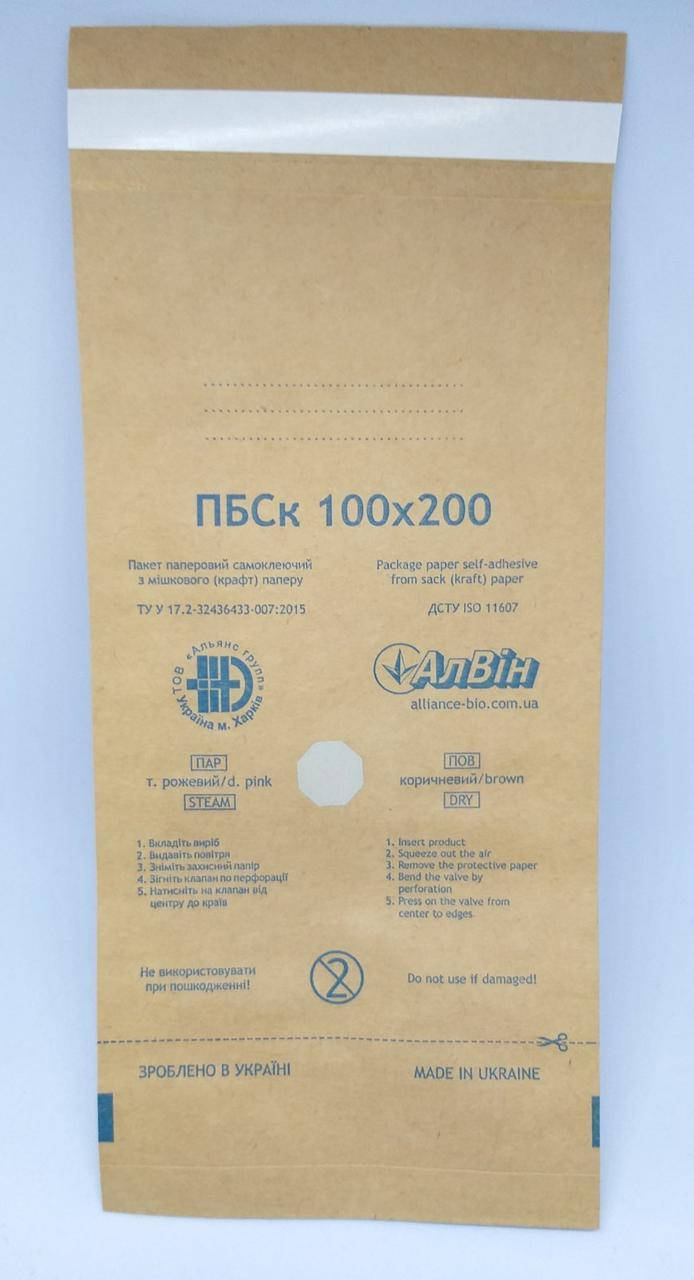 ПБСк 100х200
Пакет паперовий самоклеючий
з мішкового (крафт) паперу
ТУ У 17.2-32436433-007:2015
Package paper self-adhesive
from sack (kraft) paper
ДСТУ ISO 11607
ТОВ «Альянс групп»
Україна м. Харків
АлВін
alliance-bio.com.ua
ПАР
т. рожевий/d. pink
STEAM
ПОВ
коричневий/brown
DRY
1. Вкладіть виріб
2. Видавіть повітря
3. Зніміть захисний папір
4. Зігніть клапан по перфорації
5. Натисніть на клапан від
центру до країв
1. Insert product
2. Squeeze out the air
3. Remove the protective paper
4. Bend the valve by
perforation
5. Press on the valve from
center to edges
Не використовувати
при пошкодженні!
2
Do not use if damaged!
ЗРОБЛЕНО В УКРАЇНІ
MADE IN UKRAINE